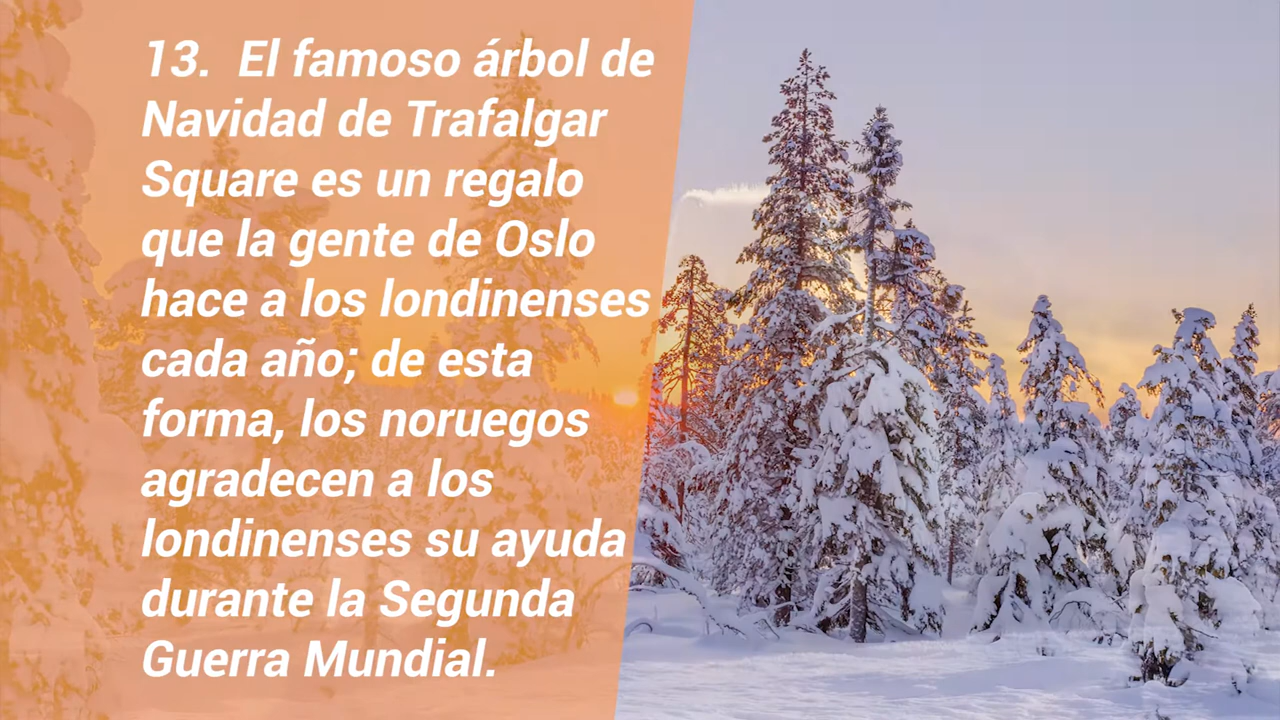 13. El famoso árbol de
Navidad de Trafalgar
Square es un regalo
que la gente de Oslo
hace a los londinenses
cada año; de esta
forma, los noruegos
agradecen a los
londinenses su ayuda
durante la Segunda
Guerra Mundial.